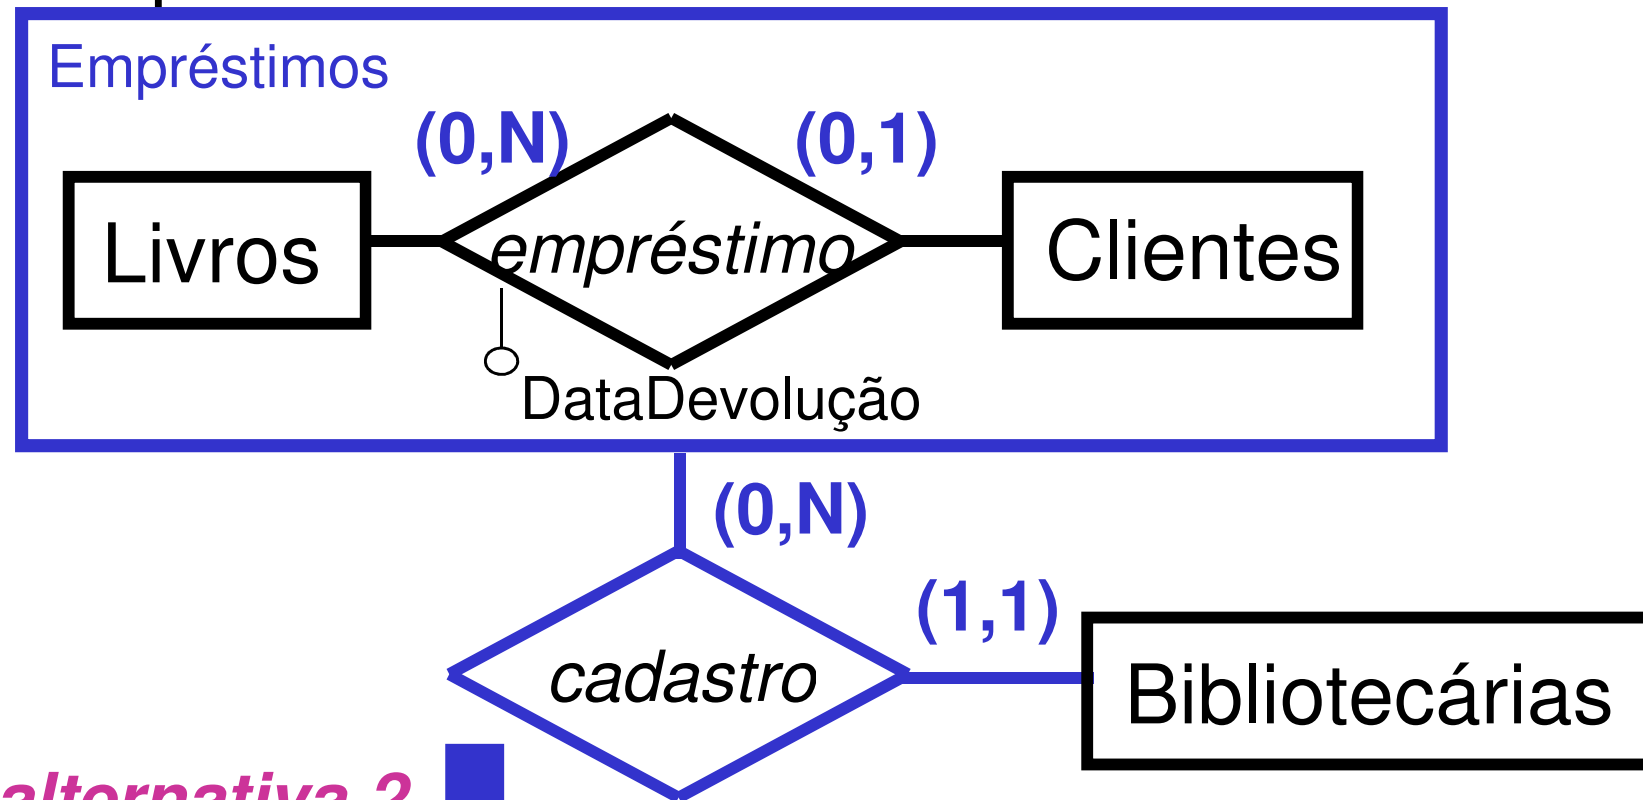 Empréstimos
(0,N) (0,1)
Livros empréstimo Clientes
DataDevolução
(0,N)
(1,1)
cadastro Bibliotecárias
alternativa 2